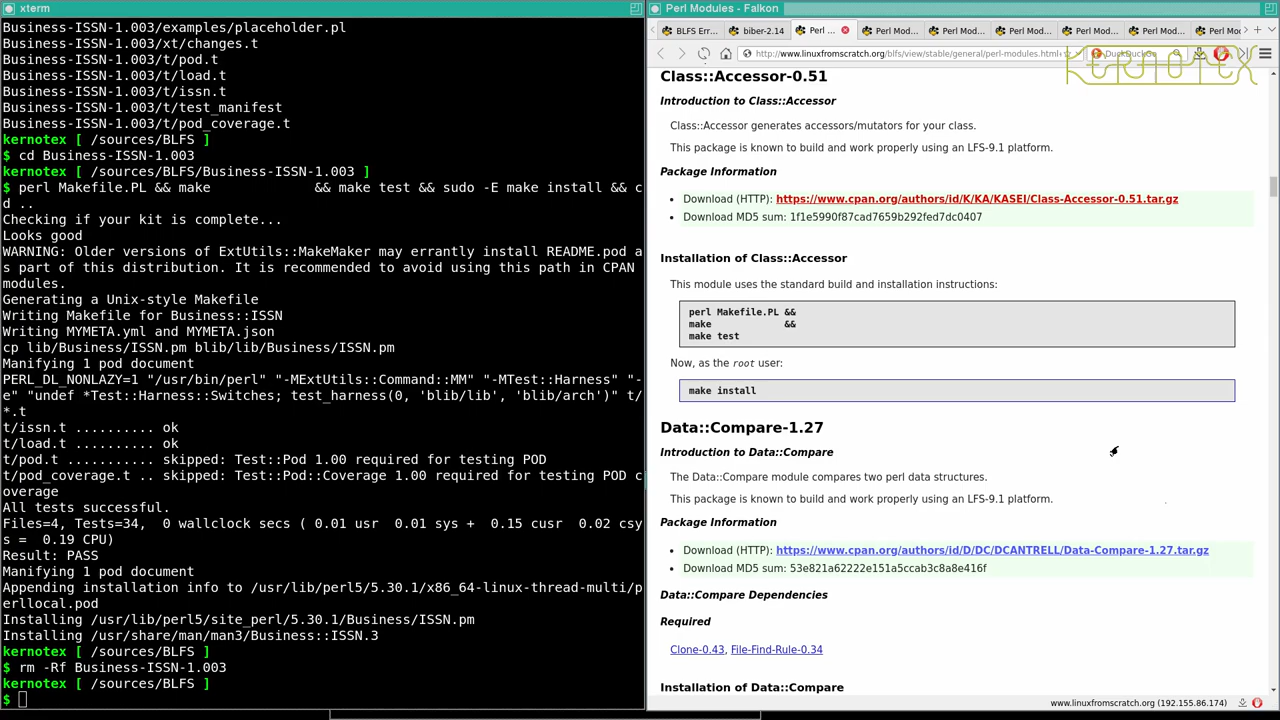 xterm
Business-ISSN-1.003/examples/placeholder.pl
Business-ISSN-1.003/xt/changes.t
Business-ISSN-1.003/t/pod.t
Business-ISSN-1.003/t/load.t
Business-ISSN-1.003/t/issn.t
Business-ISSN-1.003/t/test_manifest
Business-ISSN-1.003/t/pod_coverage.t
kernotex [ /sources/BLFS ]
$ cd Business-ISSN-1.003
kernotex [ /sources/BLFS/Business-ISSN-1.003 ]
$ perl Makefile.PL && make             && make test && sudo -E make install && c
d ..
Checking if your kit is complete...
Looks good
WARNING: Older versions of ExtUtils::MakeMaker may errantly install README.pod a
s part of this distribution. It is recommended to avoid using this path in CPAN
modules.
Generating a Unix-style Makefile
Writing Makefile for Business::ISSN
Writing MYMETA.yml and MYMETA.json
cp lib/Business/ISSN.pm blib/lib/Business/ISSN.pm
Manifying 1 pod document
PERL_DL_NONLAZY=1 "/usr/bin/perl" "-MExtUtils::Command::MM" "-MTest::Harness" "-
e" "undef *Test::Harness::Switches; test_harness(0, 'blib/lib', 'blib/arch')" t/
*.t
t/issn.t .......... ok
t/load.t .......... ok
t/pod.t ........... skipped: Test::Pod 1.00 required for testing POD
t/pod_coverage.t .. skipped: Test::Pod::Coverage 1.00 required for testing POD c
overage
All tests successful.
Files=4, Tests=34,  0 wallclock secs ( 0.01 usr  0.01 sys +  0.15 cusr  0.02 csy
s =  0.19 CPU)
Result: PASS
Manifying 1 pod document
Appending installation info to /usr/lib/perl5/5.30.1/x86_64-linux-thread-multi/p
erllocal.pod
Installing /usr/lib/perl5/site_perl/5.30.1/Business/ISSN.pm
Installing /usr/share/man/man3/Business::ISSN.3
kernotex [ /sources/BLFS ]
$ rm -Rf Business-ISSN-1.003
kernotex [ /sources/BLFS ]
$
Perl Modules - Falkon
BLFS Err... biber-2.14 Perl ... Perl Mod... Perl Mod... Perl Mod... Perl Mod... Perl Mod... Perl Mo
http://www.linuxfromscratch.org/blfs/view/stable/general/perl-modules.html DuckDuckGo
KERNOTEX
Class::Accessor-0.51
Introduction to Class::Accessor
Class::Accessor generates accessors/mutators for your class.
This package is known to build and work properly using an LFS-9.1 platform.
Package Information
• Download (HTTP): https://www.cpan.org/authors/id/K/KA/KASEI/Class-Accessor-0.51.tar.gz
• Download MD5 sum: 1f1e5990f87cad7659b292fed7dc0407
Installation of Class::Accessor
This module uses the standard build and installation instructions:
perl Makefile.PL &&
make             &&
make test
Now, as the root user:
make install
Data::Compare-1.27
Introduction to Data::Compare
The Data::Compare module compares two perl data structures.
This package is known to build and work properly using an LFS-9.1 platform.
Package Information
• Download (HTTP): https://www.cpan.org/authors/id/D/DC/DCANTRELL/Data-Compare-1.27.tar.gz
• Download MD5 sum: 53e821a62222e151a5ccab3c8a8e416f
Data::Compare Dependencies
Required
Clone-0.43, File-Find-Rule-0.34
Installation of Data::Compare
www.linuxfromscratch.org (192.155.86.174)